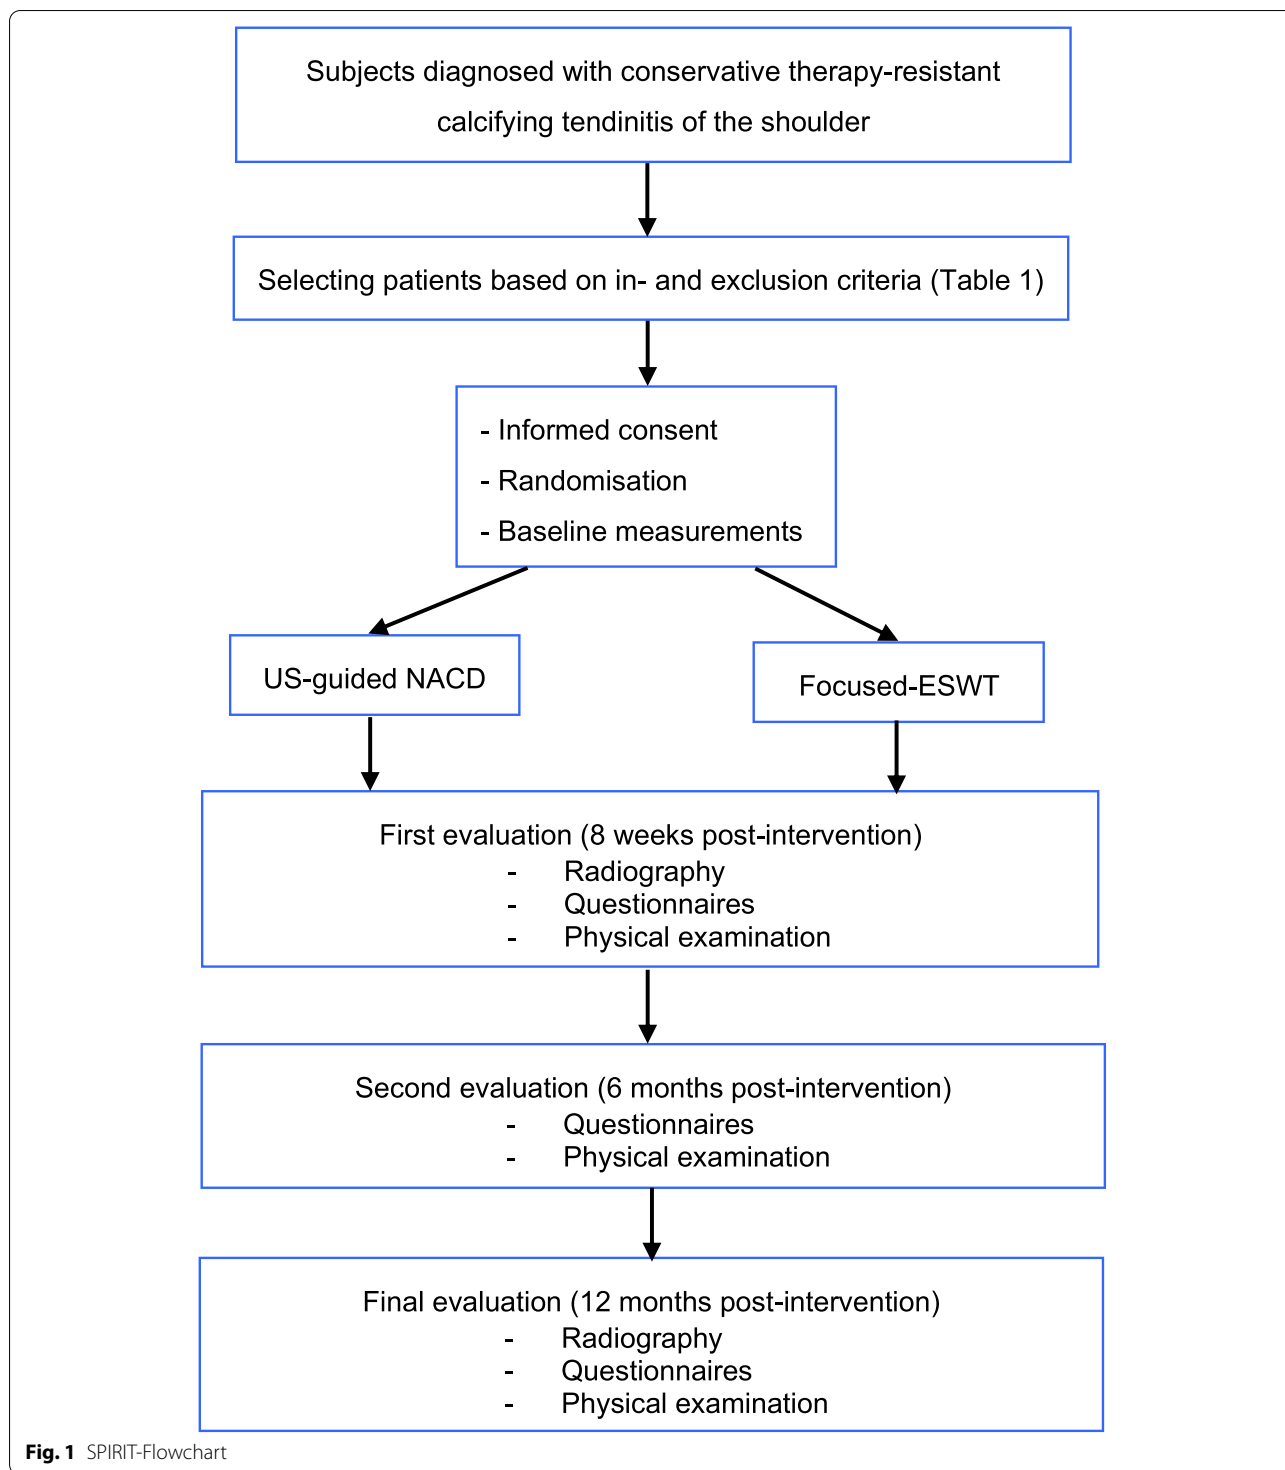 Subjects diagnosed with conservative therapy-resistant
calcifying tendinitis of the shoulder
Selecting patients based on in- and exclusion criteria (Table 1)
- Informed consent
- Randomisation
- Baseline measurements
US-guided NACD
Focused-ESWT
First evaluation (8 weeks post-intervention)
- Radiography
- Questionnaires
- Physical examination
Second evaluation (6 months post-intervention)
- Questionnaires
- Physical examination
Final evaluation (12 months post-intervention)
- Radiography
- Questionnaires
- Physical examination
Fig. 1 SPIRIT-Flowchart